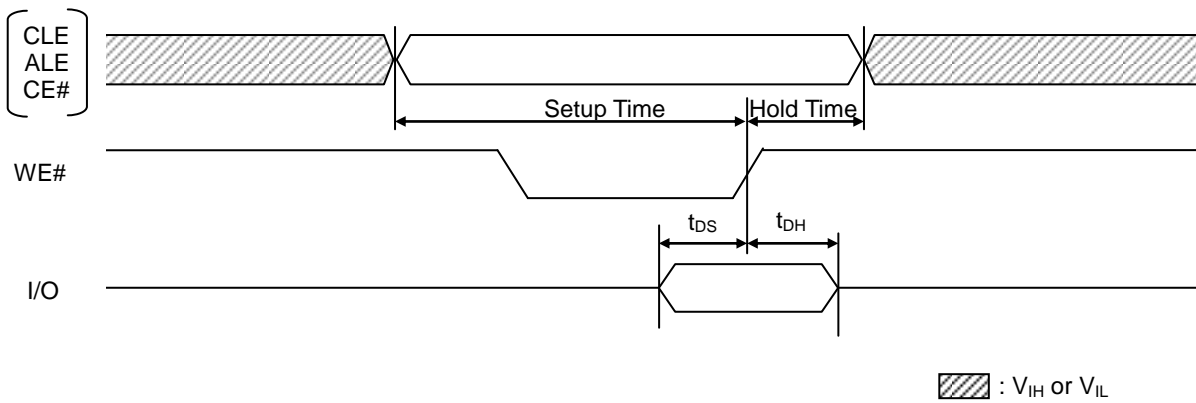 CLE
ALE
CE#
Setup Time
Hold Time
WE#
tDS
tDH
I/O
: VIH or VIL